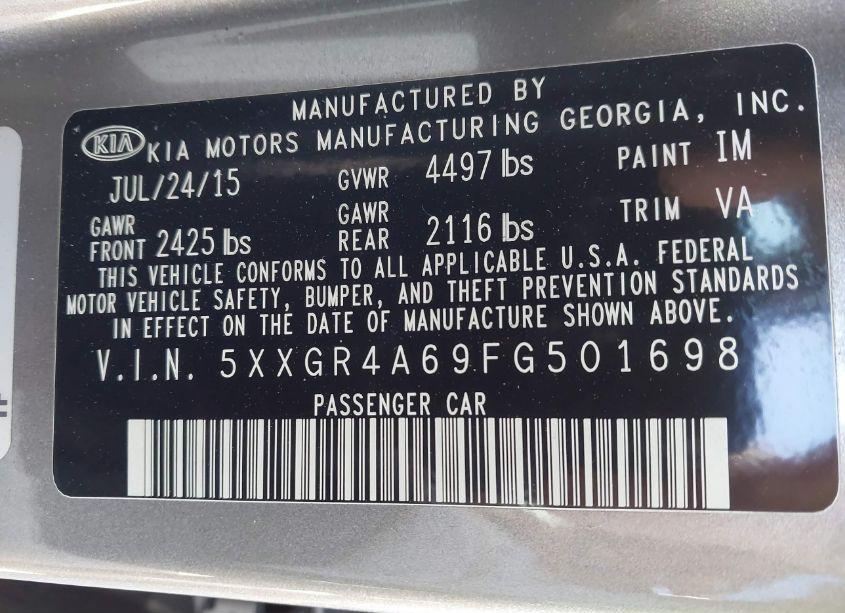 MANUFACTURED BY
KIA KIA MOTORS MANUFACTURING GEORGIA, INC.
JUL/24/15 GVWR 4497 lbs PAINT IM
GAWR FRONT 2425 lbs GAWR REAR 2116 lbs TRIM VA
THIS VEHICLE CONFORMS TO ALL APPLICABLE U.S.A. FEDERAL
MOTOR VEHICLE SAFETY, BUMPER, AND THEFT PREVENTION STANDARDS
IN EFFECT ON THE DATE OF MANUFACTURE SHOWN ABOVE.
V.I.N. 5XXGR4A69FG501698
PASSENGER CAR